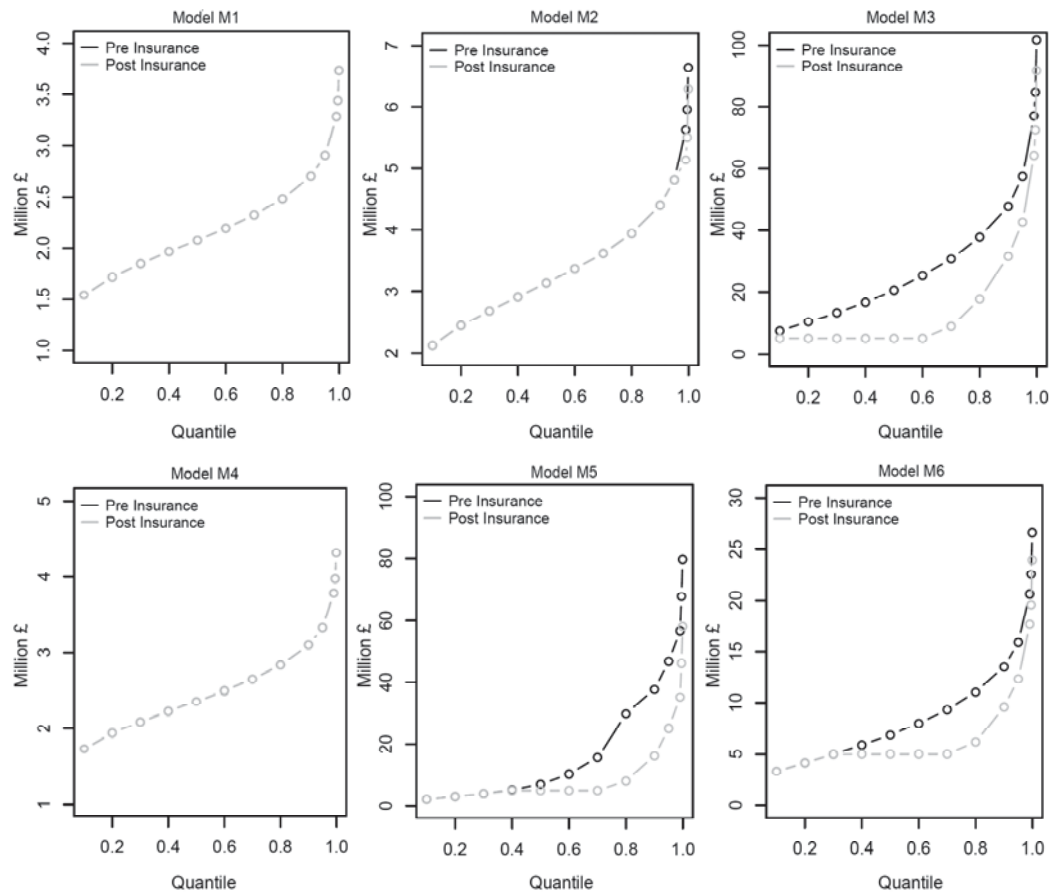 Model M1
Pre Insurance
Post Insurance
Million £
1.0 1.5 2.0 2.5 3.0 3.5 4.0
0.2 0.4 0.6 0.8 1.0
Quantile
Model M2
Pre Insurance
Post Insurance
Million £
2 3 4 5 6 7
0.2 0.4 0.6 0.8 1.0
Quantile
Model M3
Pre Insurance
Post Insurance
Million £
0 20 40 60 80 100
0.2 0.4 0.6 0.8 1.0
Quantile
Model M4
Pre Insurance
Post Insurance
Million £
1 2 3 4 5
0.2 0.4 0.6 0.8 1.0
Quantile
Model M5
Pre Insurance
Post Insurance
Million £
0 20 40 60 80 100
0.2 0.4 0.6 0.8 1.0
Quantile
Model M6
Pre Insurance
Post Insurance
Million £
0 5 10 15 20 25 30
0.2 0.4 0.6 0.8 1.0
Quantile